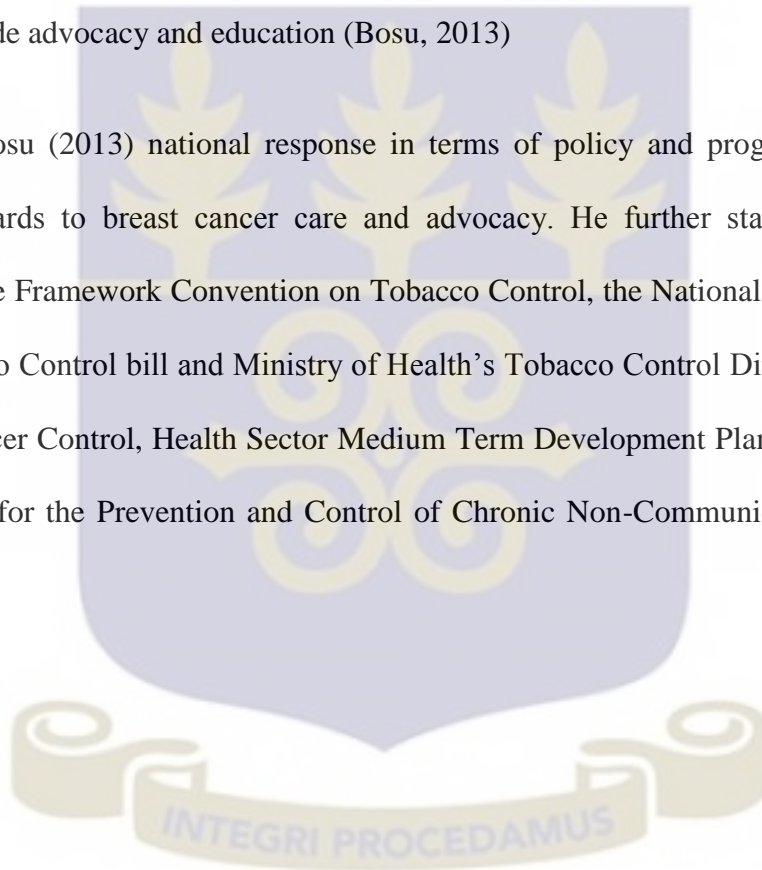 de advocacy and education (Bosu, 2013)
osu (2013) national response in terms of policy and prog
ards to breast cancer care and advocacy. He further sta
e Framework Convention on Tobacco Control, the National
o Control bill and Ministry of Health’s Tobacco Control Di
cer Control, Health Sector Medium Term Development Plan
for the Prevention and Control of Chronic Non-Communi
INTEGRI PROCEDAMUS